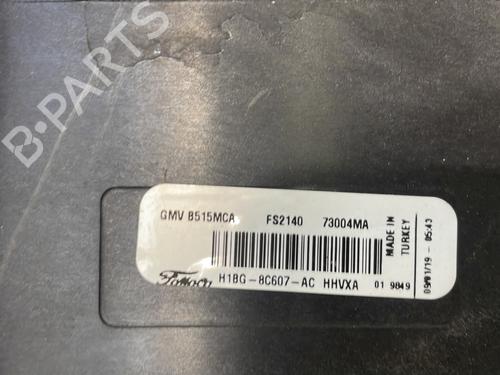 B-PARTS
GMV B515MCA FS2140 73004MA
MADE IN
TURKEY
FoMoCo H1BG-8C607-AC HHVXA 01 9849
09/01/19 - 05:43